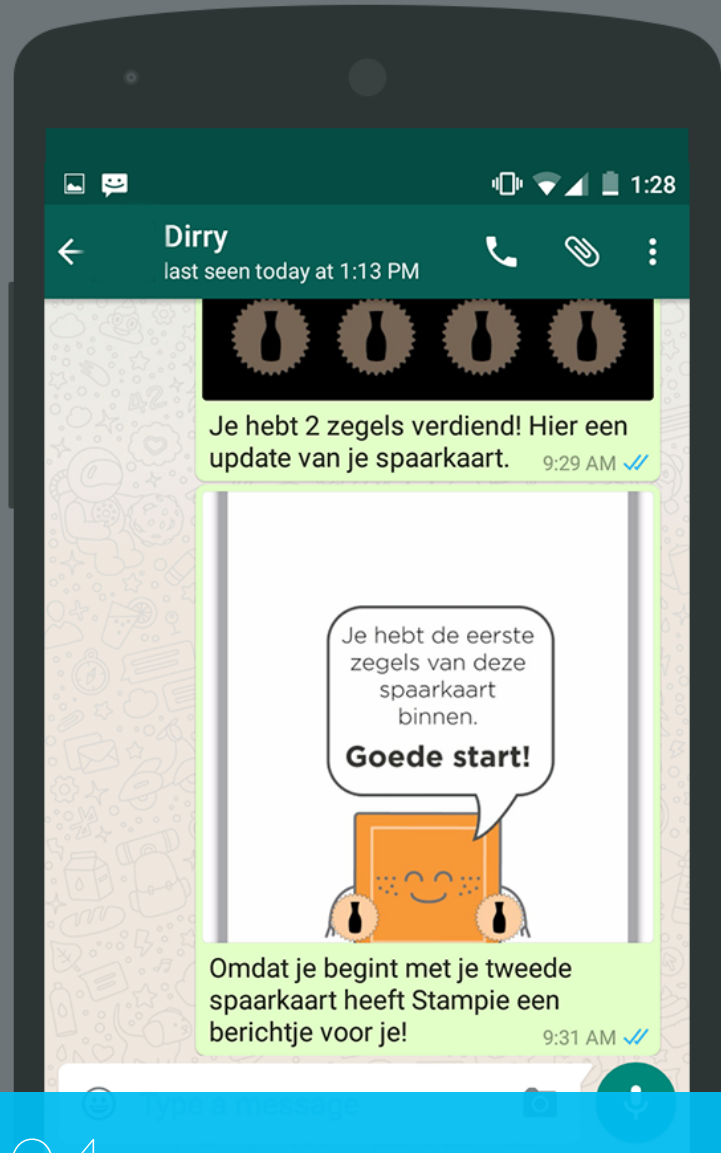 1:28
Dirry
last seen today at 1:13 PM
Je hebt 2 zegels verdiend! Hier een
update van je spaarkaart.
9:29 AM
Je hebt de eerste
zegels van deze
spaarkaart
binnen.
Goede start!
Omdat je begint met je tweede
spaarkaart heeft Stampie een
berichtje voor je!
9:31 AM
Type a message